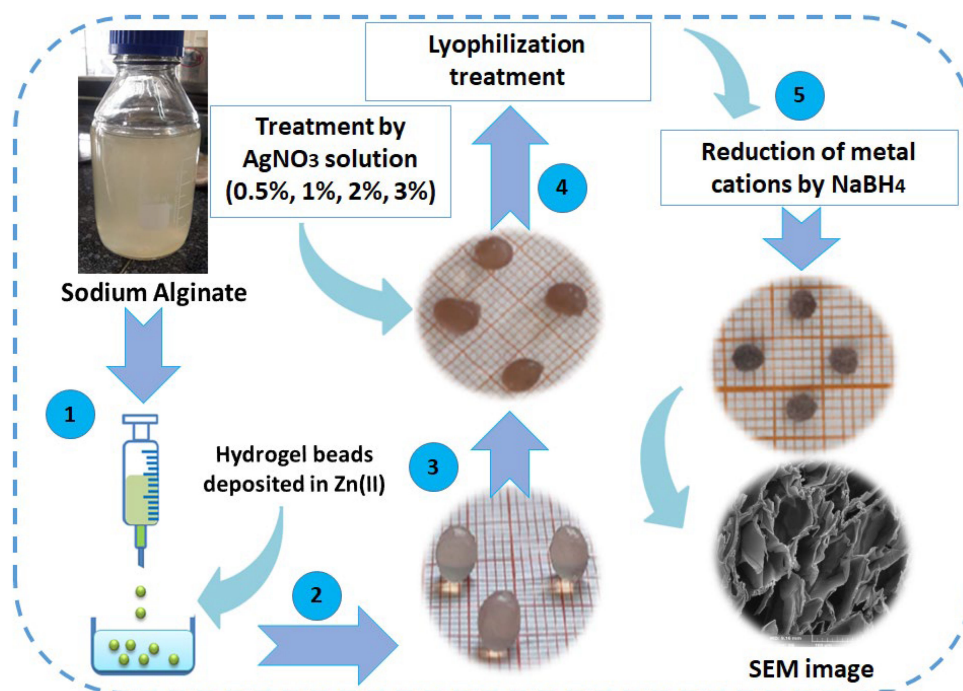 Lyophilization
treatment
Treatment by
AgNO3 solution
(0.5%, 1%, 2%, 3%)
5
Reduction of metal
cations by NaBH4
4
Sodium Alginate
1
Hydrogel beads
deposited in Zn(II)
3
2
SEM image